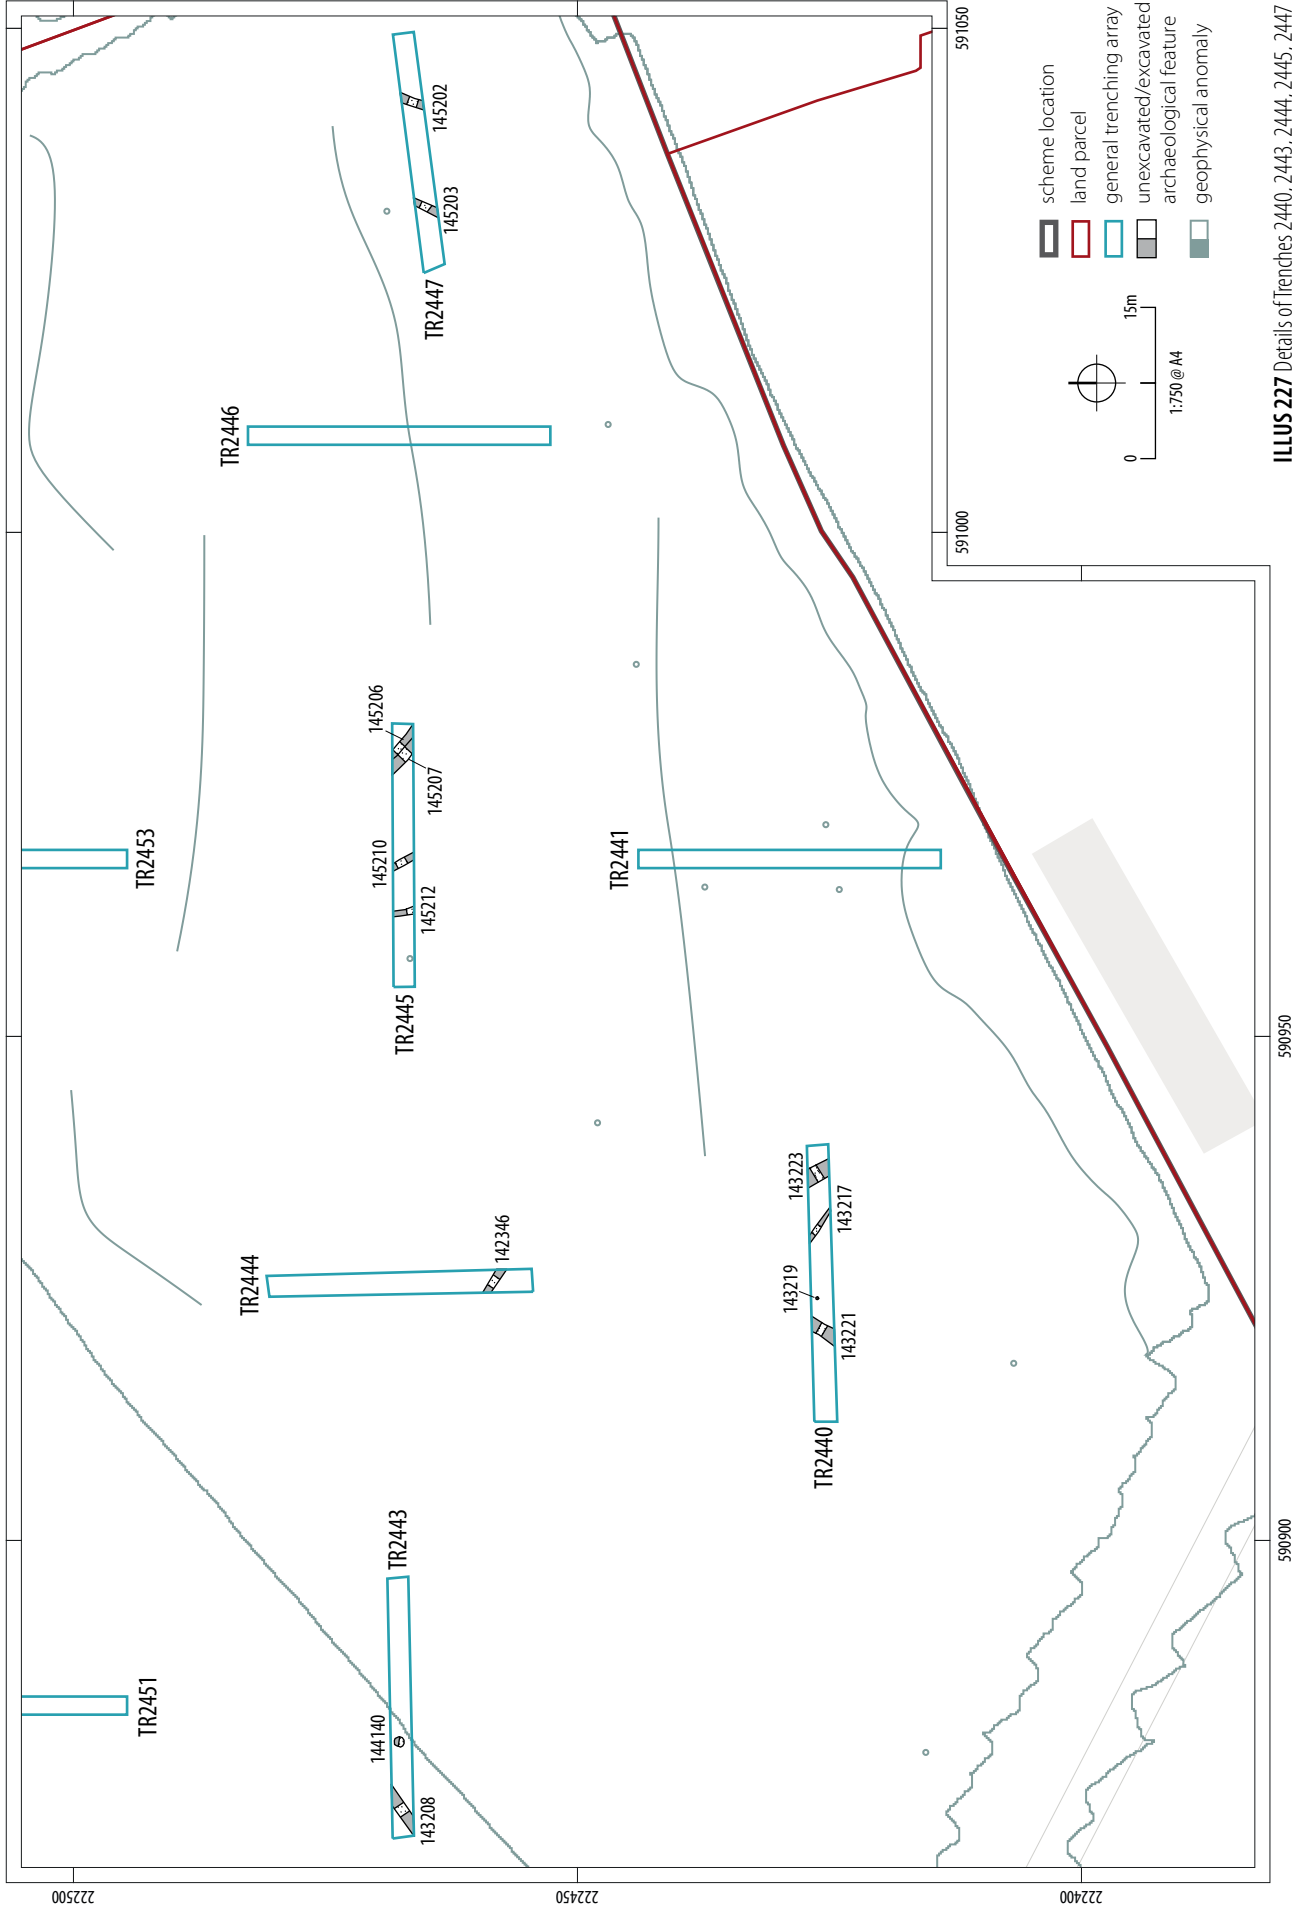 TR2451
TR2453
TR2446
TR2443
144140
143208
TR2444
142346
TR2445
145212
145210
145207
145206
TR2447
145203
145202
TR2440
143221
143219
143217
143223
TR2441
222500
222450
222400
590900
590950
591000
591050
0
15m
1:750 @ A4
scheme location
land parcel
general trenching array
unexcavated/excavated
archaeological feature
geophysical anomaly
ILLUS 227 Details of Trenches 2440, 2443, 2444, 2445, 2447